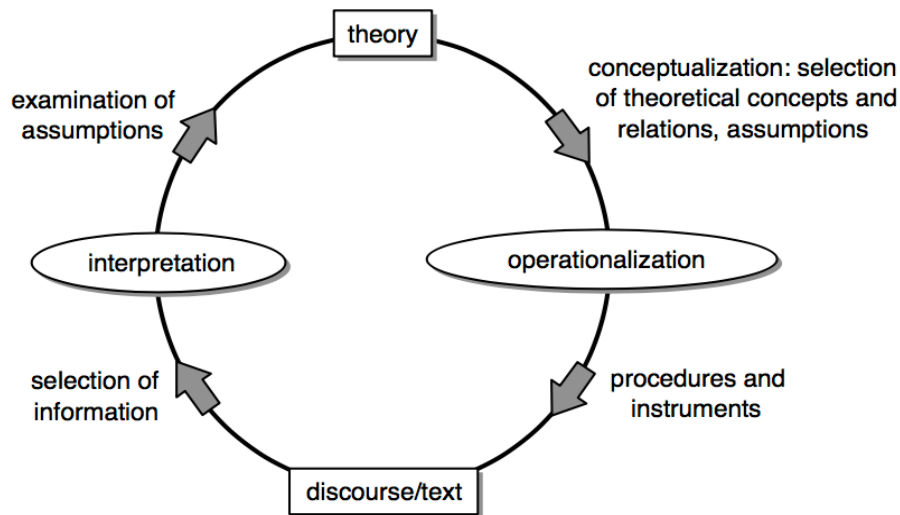 theory
conceptualization: selection
of theoretical concepts and
relations, assumptions
examination of
assumptions
interpretation
operationalization
selection of
information
procedures and
instruments
discourse/text